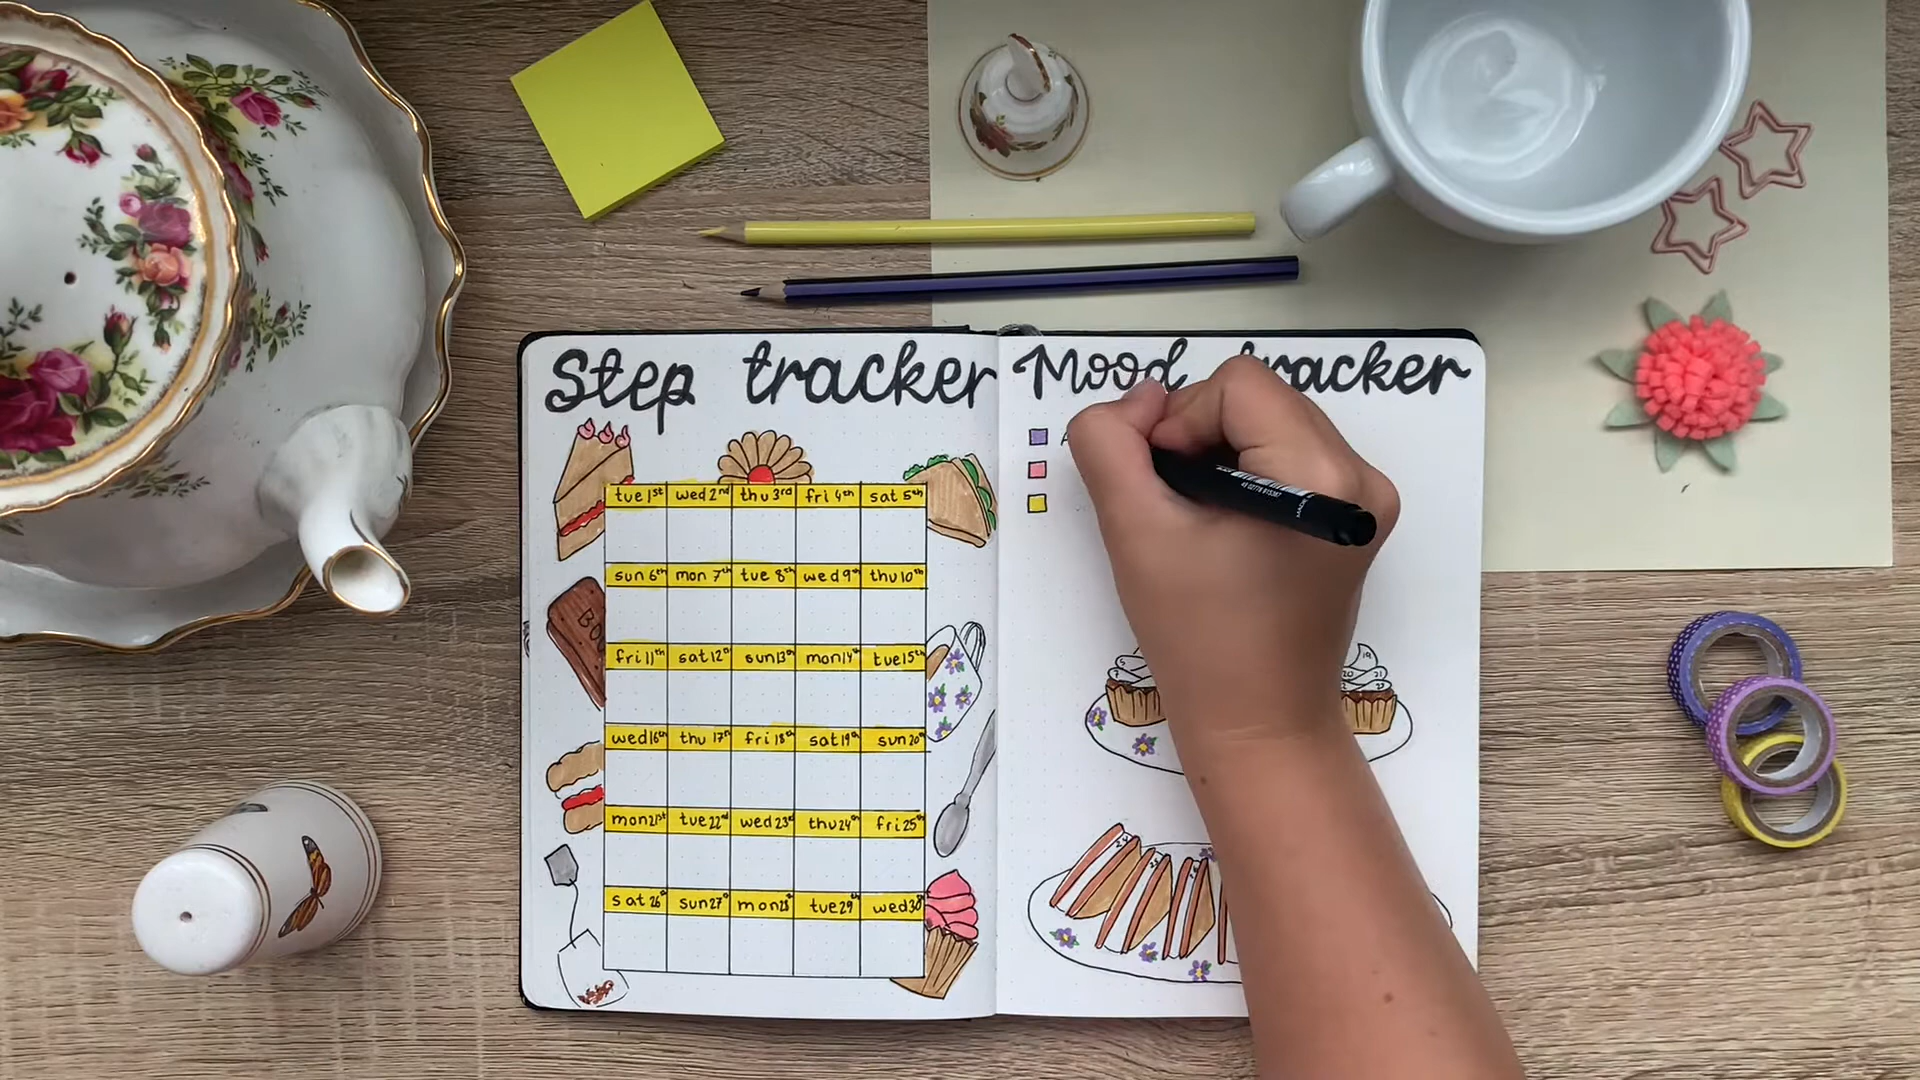 Step tracker
tue 1st wed 2nd thu 3rd fri 4th sat 5th
sun 6th mon 7th tue 8th wed 9th thu 10th
fri 11th sat 12th sun 13th mon 14th tue 15th
wed 16th thu 17th fri 18th sat 19th sun 20th
mon 21st tue 22nd wed 23rd thu 24th fri 25th
sat 26th sun 27th mon 28th tue 29th wed 30th
Mood tracker
A